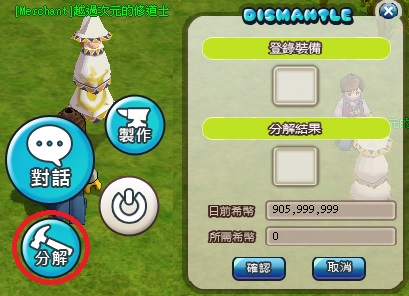 [Merchant]越過次元的修道士
製作
對話
分解
DISMANTLE
登錄裝備
分解結果
目前希幣 905,999,999
所需希幣 0
確認 取消